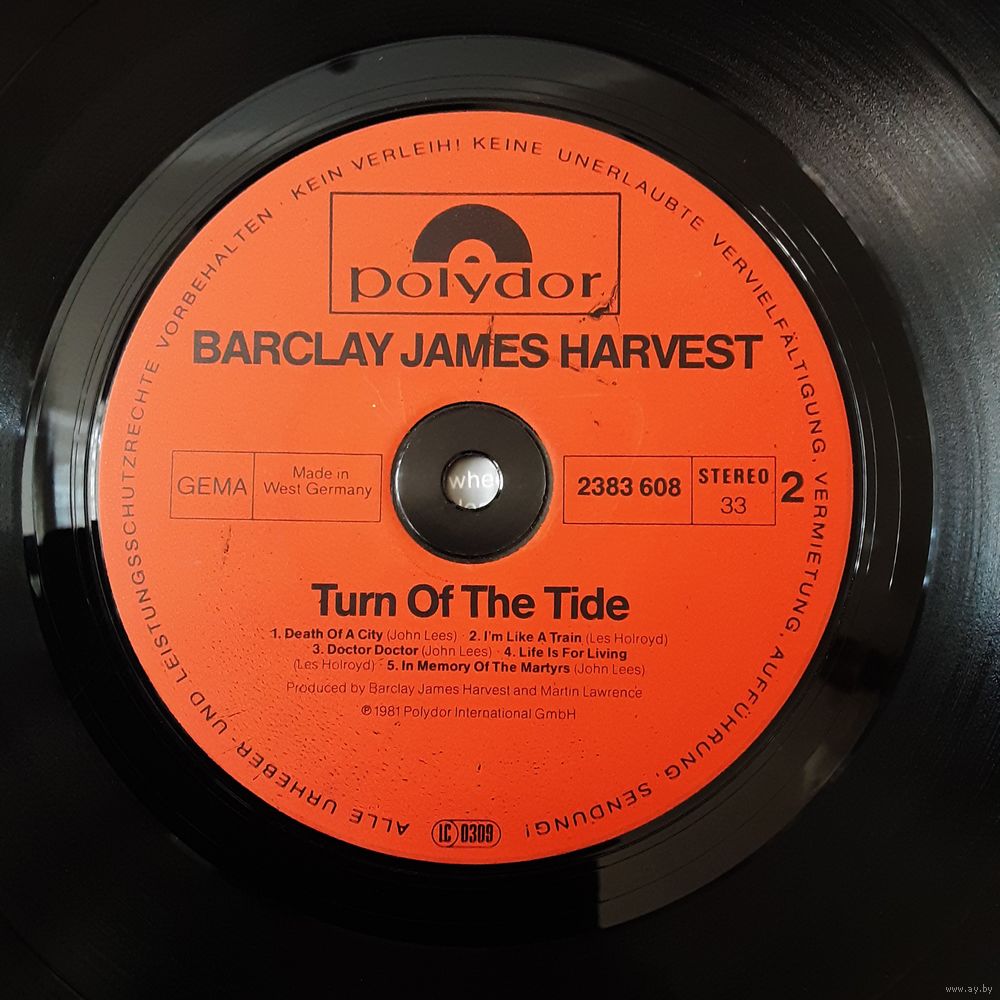 ALLE URHEBER- UND LEISTUNGSSCHUTZRECHTE VORBEHALTEN · KEIN VERLEIH! KEINE UNERLAUBTE VERVIELFÄLTIGUNG, VERMIETUNG, AUFFÜHRUNG, SENDUNG!
polydor
BARCLAY JAMES HARVEST
GEMA
Made in
West Germany
whe
2383 608
STEREO
33
2
Turn Of The Tide
1. Death Of A City (John Lees) · 2. I'm Like A Train (Les Holroyd)
3. Doctor Doctor (John Lees) · 4. Life Is For Living
(Les Holroyd) · 5. In Memory Of The Martyrs (John Lees)
Produced by Barclay James Harvest and Martin Lawrence
℗ 1981 Polydor International GmbH
LC 0309
www.ay.by